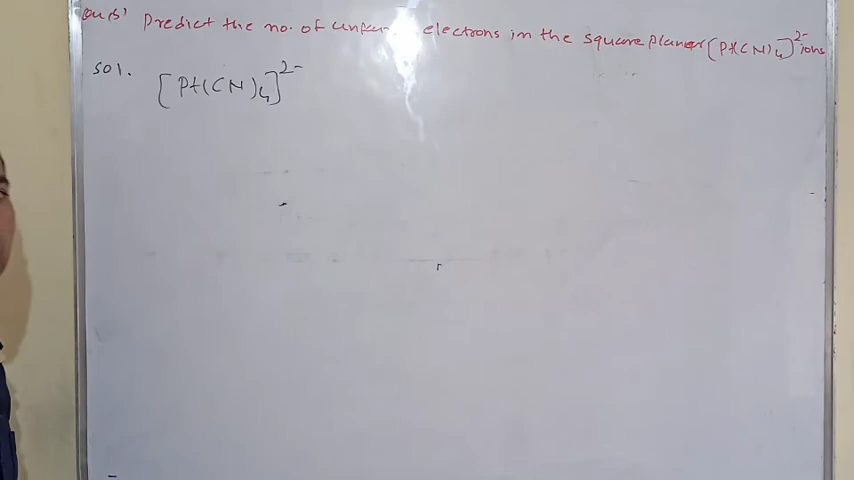 Ques' Predict the no. of electrons in the square planar [Pt(CN)4]2- ions
Sol. [Pt(CN)4]2-